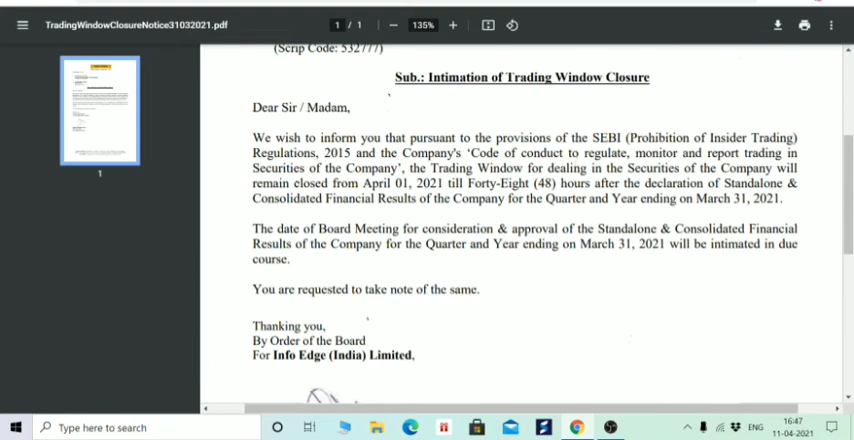 TradingWindowClosureNotice31032021.pdf
1 / 1
135%
(Scrip Code: 532777)
Sub.: Intimation of Trading Window Closure
Dear Sir / Madam,
We wish to inform you that pursuant to the provisions of the SEBI (Prohibition of Insider Trading)
Regulations, 2015 and the Company's 'Code of conduct to regulate, monitor and report trading in
Securities of the Company', the Trading Window for dealing in the Securities of the Company will
remain closed from April 01, 2021 till Forty-Eight (48) hours after the declaration of Standalone &
Consolidated Financial Results of the Company for the Quarter and Year ending on March 31, 2021.
The date of Board Meeting for consideration & approval of the Standalone & Consolidated Financial
Results of the Company for the Quarter and Year ending on March 31, 2021 will be intimated in due
course.
You are requested to take note of the same.
Thanking you,
By Order of the Board
For Info Edge (India) Limited,
1
Type here to search
ENG
16:47
11-04-2021